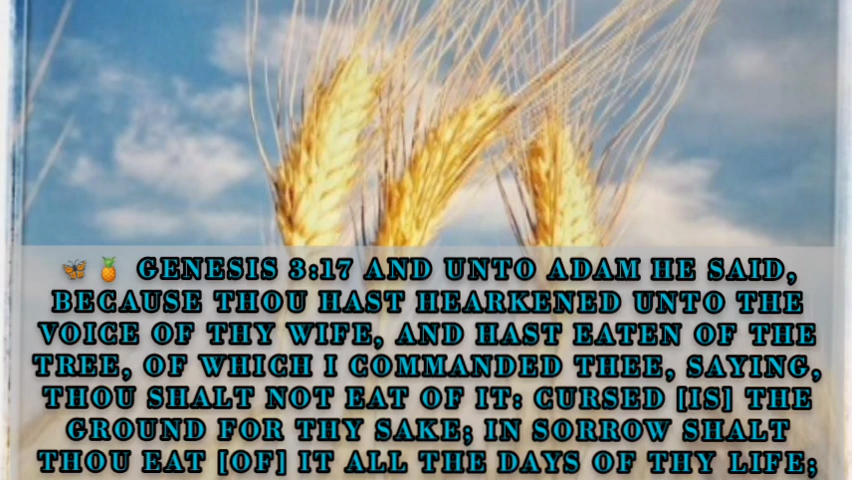 🦋 🍍 GENESIS 3:17 AND UNTO ADAM HE SAID,
BECAUSE THOU HAST HEARKENED UNTO THE
VOICE OF THY WIFE, AND HAST EATEN OF THE
TREE, OF WHICH I COMMANDED THEE, SAYING,
THOU SHALT NOT EAT OF IT: CURSED [IS] THE
GROUND FOR THY SAKE; IN SORROW SHALT
THOU EAT [OF] IT ALL THE DAYS OF THY LIFE;